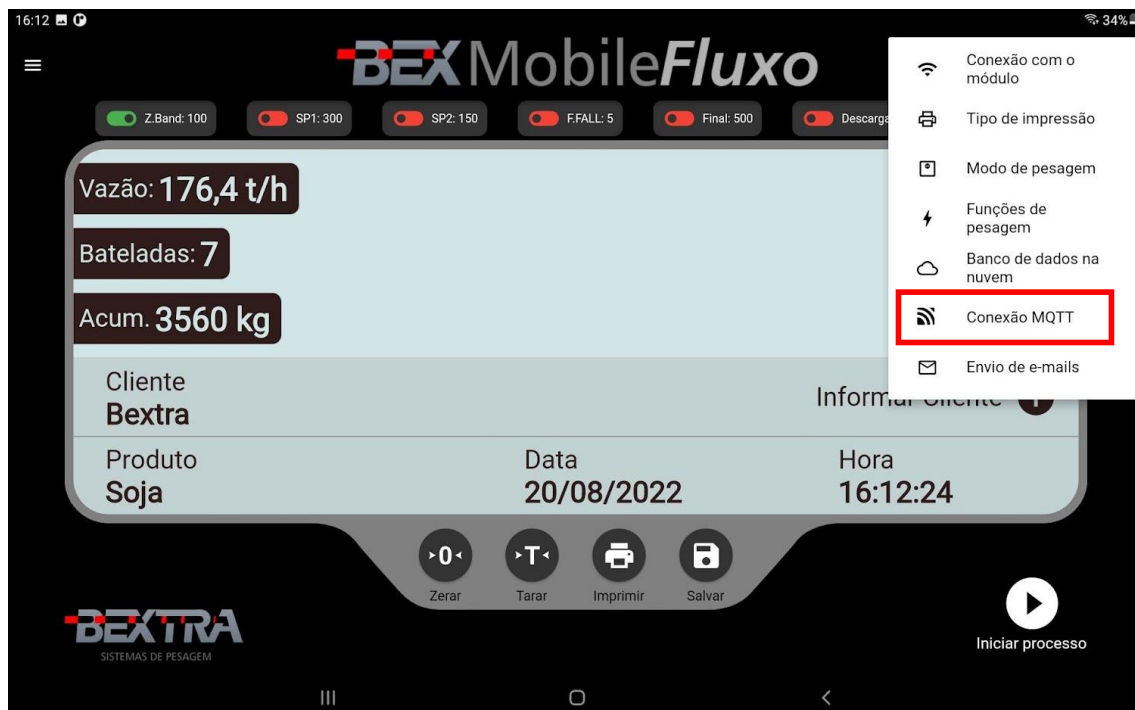 16:12
34%
BEX MobileFluxo
Z.Band: 100
SP1: 300
SP2: 150
F.FALL: 5
Final: 500
Descarga
Conexão com o
módulo
Tipo de impressão
Modo de pesagem
Funções de
pesagem
Banco de dados na
nuvem
Conexão MQTT
Envio de e-mails
Vazão: 176,4 t/h
Bateladas: 7
Acum. 3560 kg
Cliente
Bextra
Informar Cliente
Produto
Soja
Data
20/08/2022
Hora
16:12:24
>0<
>T<
Zerar
Tarar
Imprimir
Salvar
BEXTRA
SISTEMAS DE PESAGEM
Iniciar processo